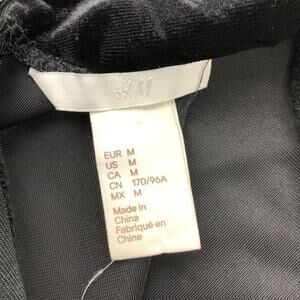 H&M
EUR M
US M
CA M
CN 170/96A
MX M
Made in
China
Fabriqué en
Chine